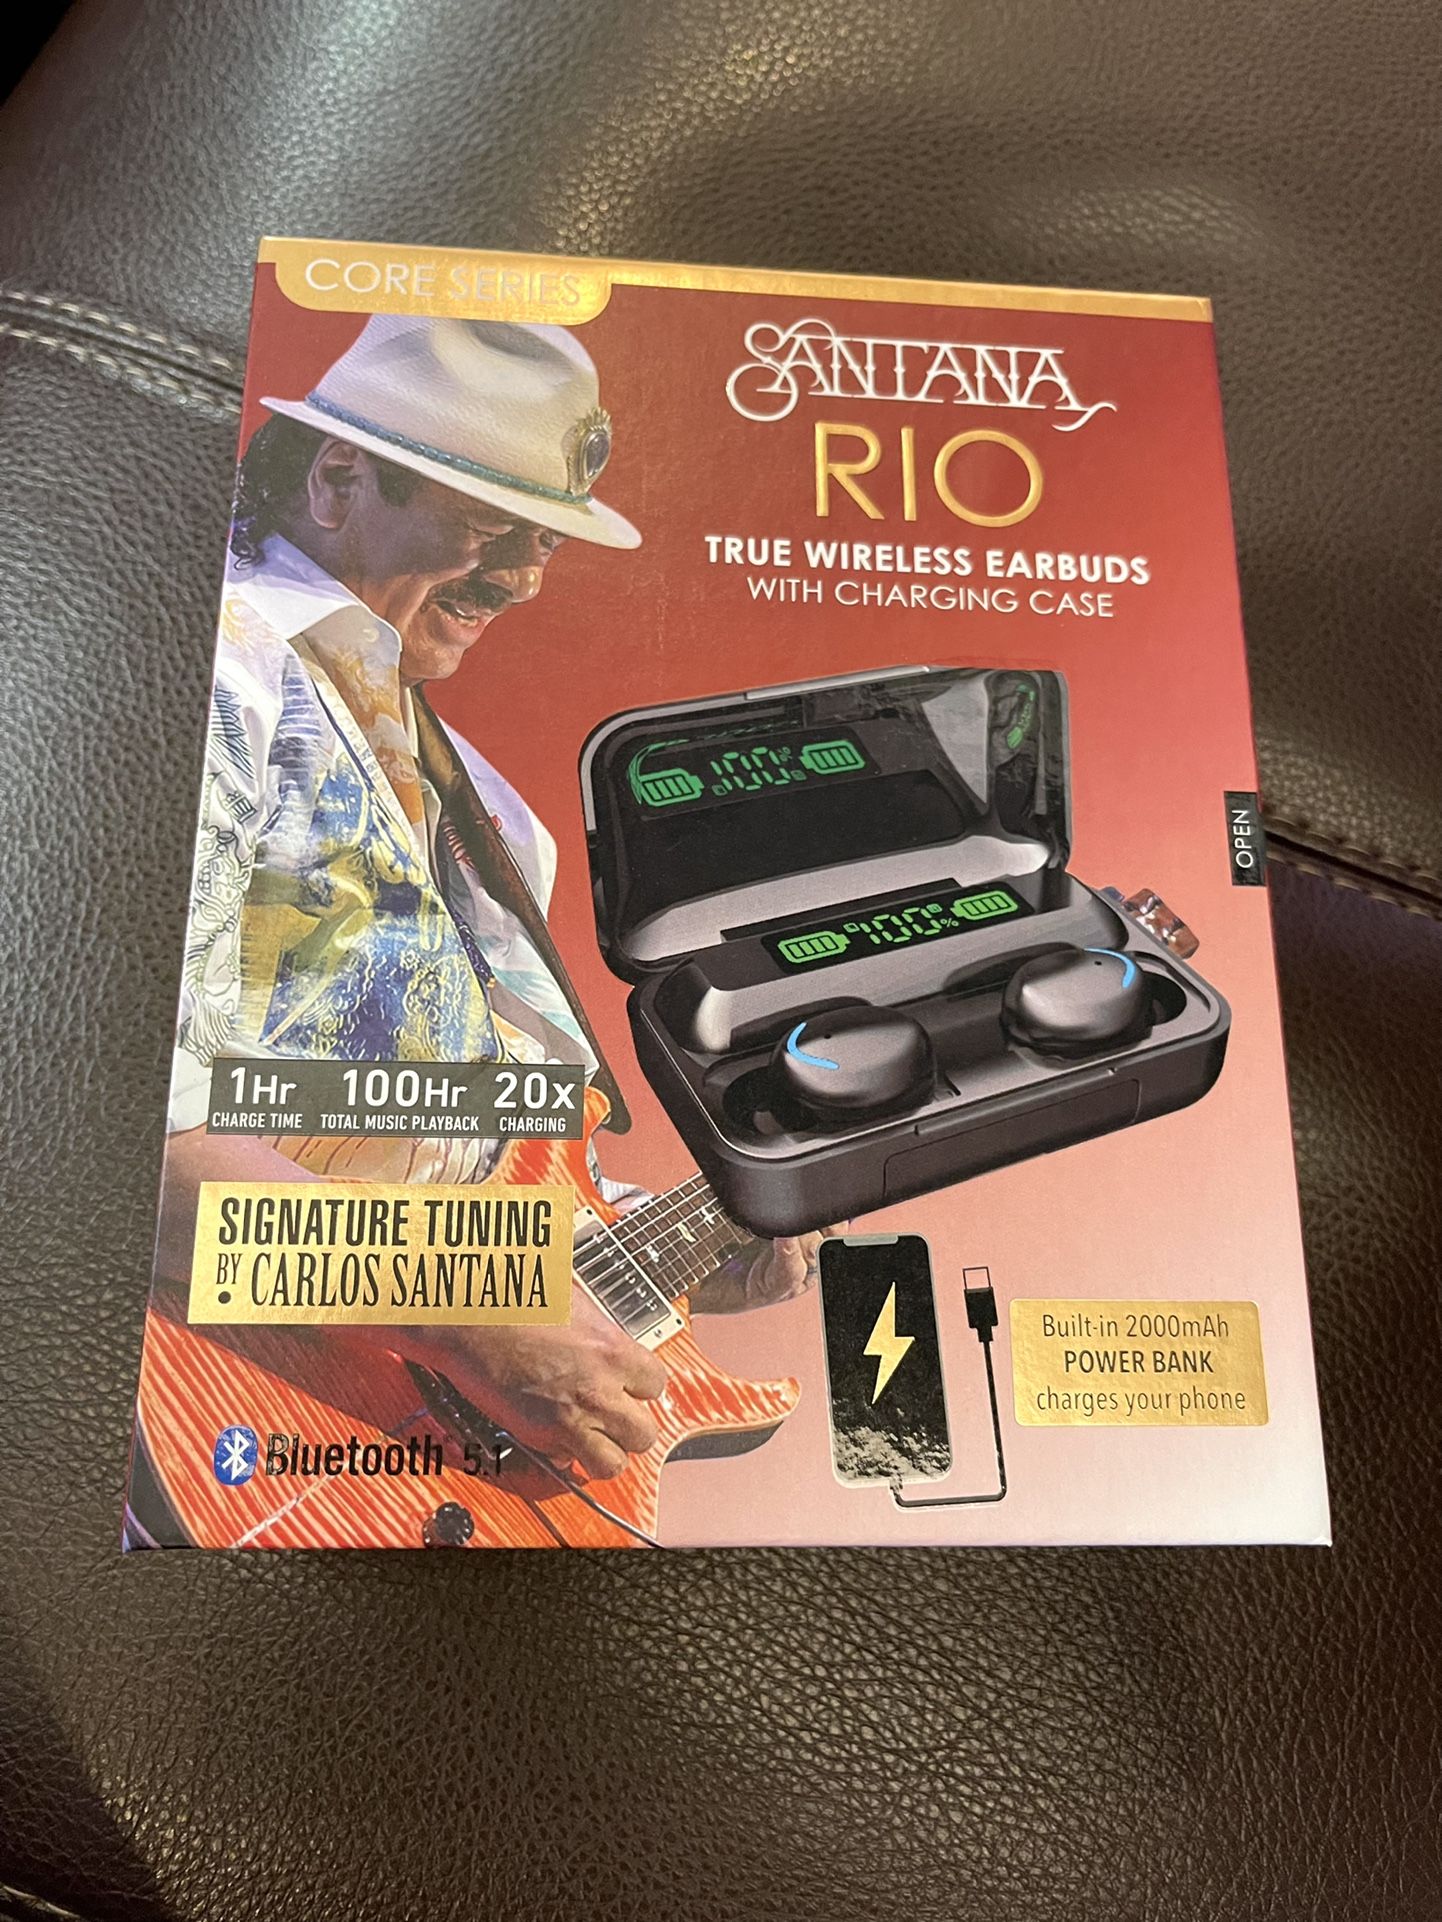 CORE SERIES
SANTANA
RIO
TRUE WIRELESS EARBUDS
WITH CHARGING CASE
100
100%
OPEN
1Hr 100Hr 20x
CHARGE TIME TOTAL MUSIC PLAYBACK CHARGING
SIGNATURE TUNING
BY CARLOS SANTANA
Built-in 2000mAh
POWER BANK
charges your phone
Bluetooth® 5.1